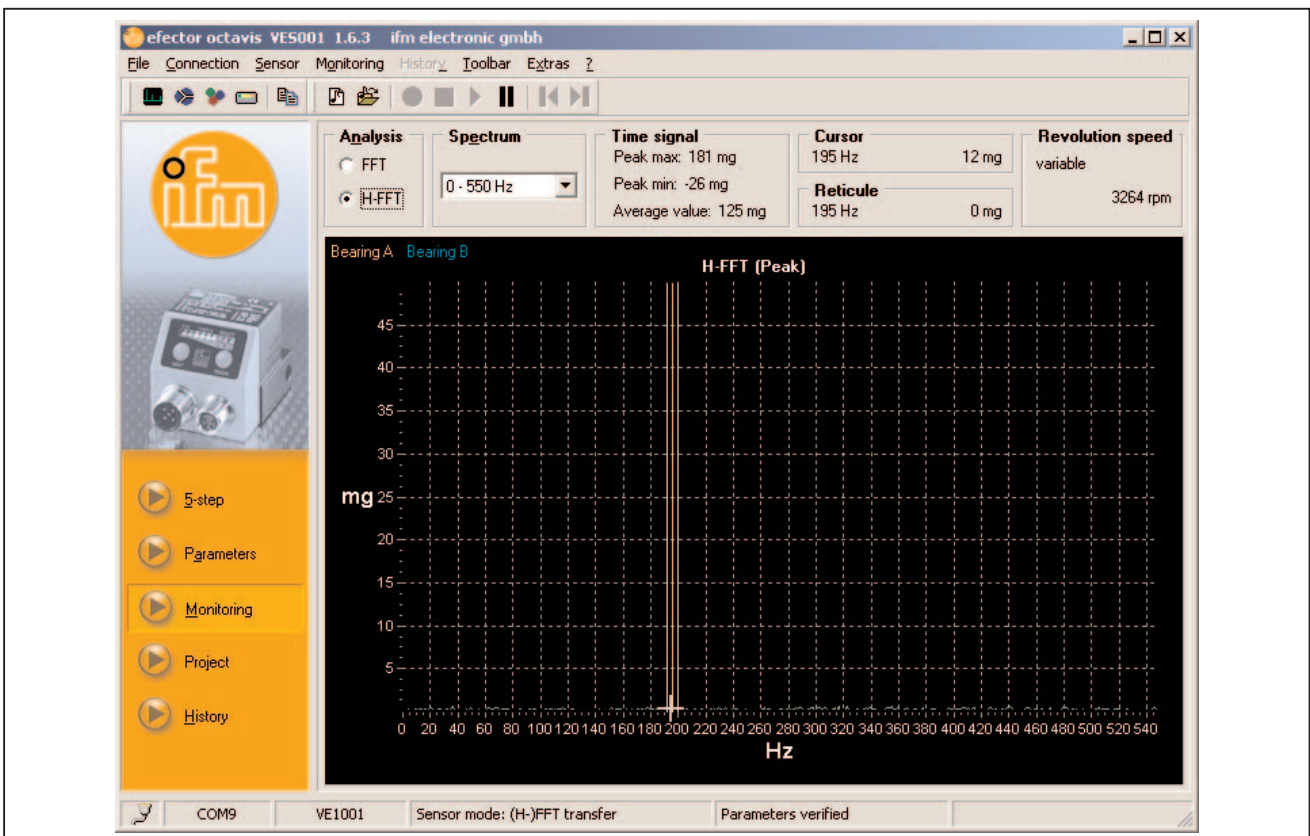 efector octavis VES001 1.6.3 ifm electronic gmbh
File Connection Sensor Monitoring History Toolbar Extras ?
Analysis
FFT
H-FFT
Spectrum
0 - 550 Hz
Time signal
Peak max: 181 mg
Peak min: -26 mg
Average value: 125 mg
Cursor
195 Hz 12 mg
Reticule
195 Hz 0 mg
Revolution speed
variable
3264 rpm
ifm
5-step
Parameters
Monitoring
Project
History
Bearing A Bearing B
H-FFT (Peak)
45
40
35
30
mg 25
20
15
10
5
0 20 40 60 80 100 120 140 160 180 200 220 240 260 280 300 320 340 360 380 400 420 440 460 480 500 520 540
Hz
COM9 VE1001 Sensor mode: (H-)FFT transfer Parameters verified